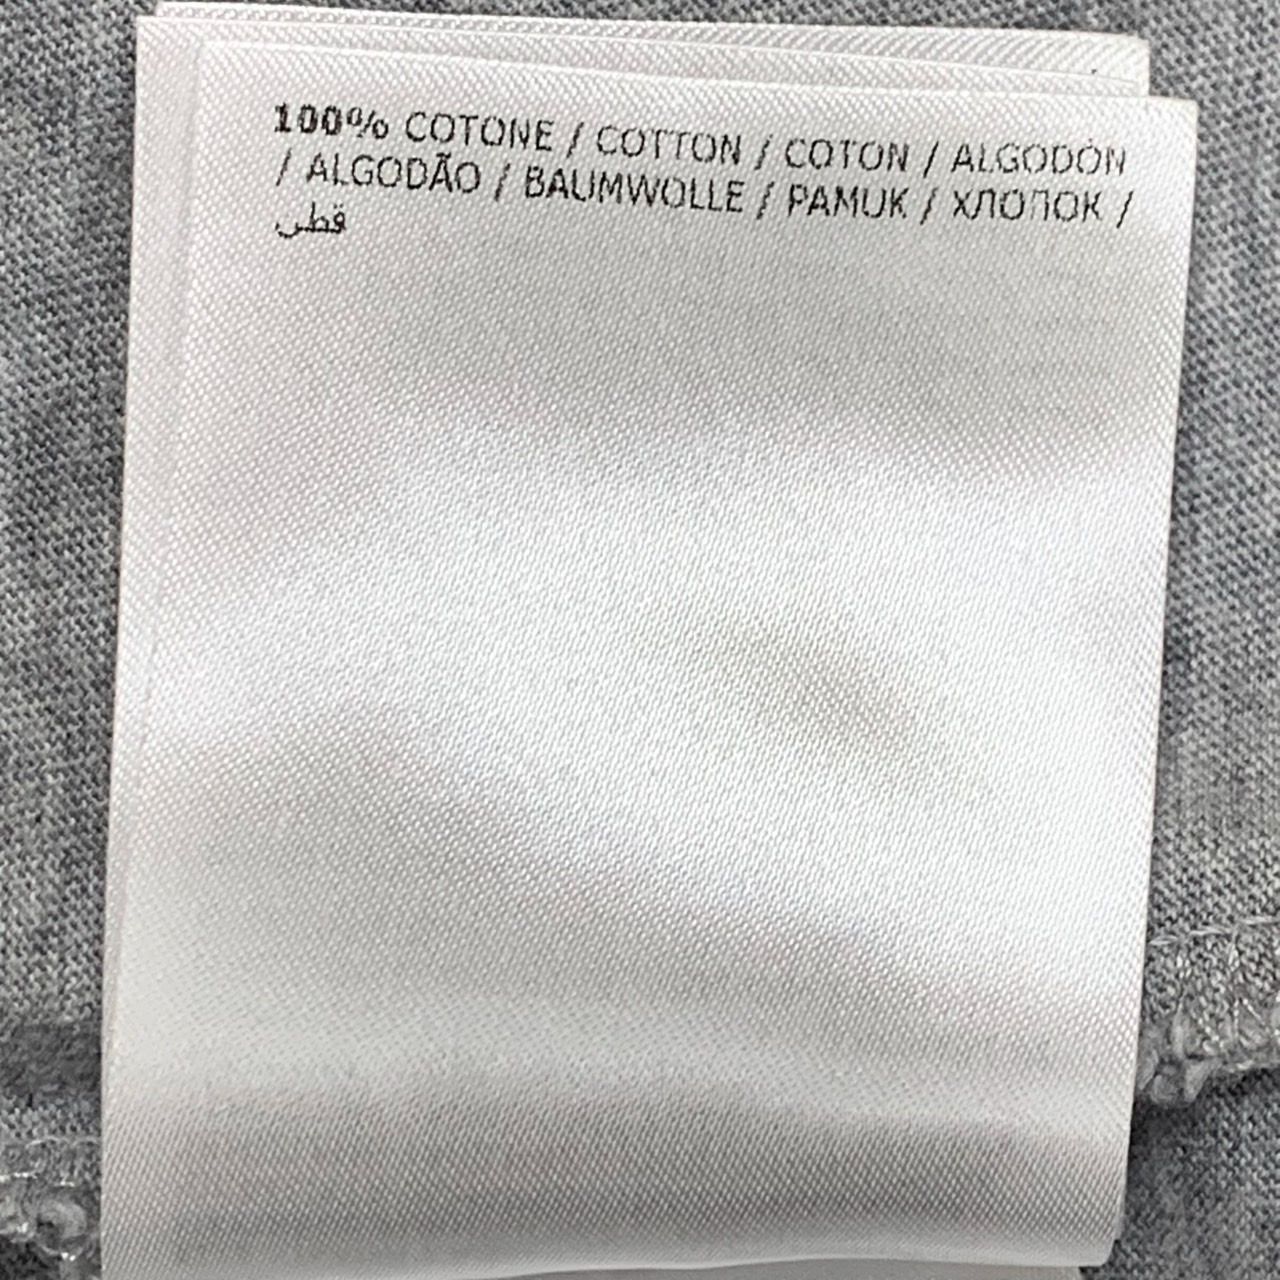 100% COTONE / COTTON / COTON / ALGODÓN
/ ALGODÃO / BAUMWOLLE / PAMUK / ХЛОПОК /
قطن